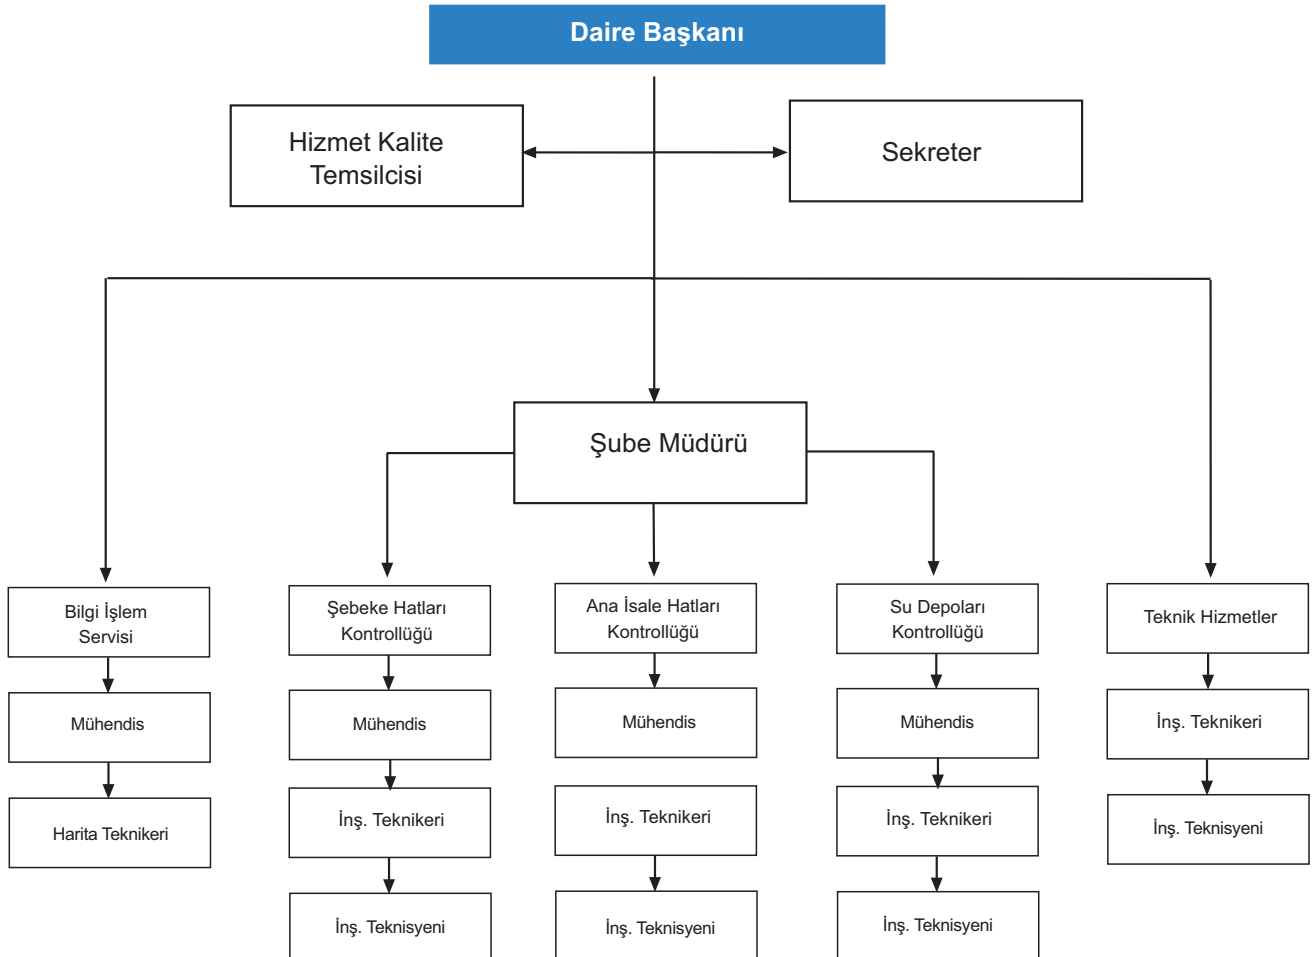 Daire Başkanı
Hizmet Kalite
Temsilcisi
Sekreter
Şube Müdürü
Bilgi İşlem
Servisi
Şebeke Hatları
Kontrollüğü
Ana İsale Hatları
Kontrollüğü
Su Depoları
Kontrollüğü
Teknik Hizmetler
Mühendis
Mühendis
Mühendis
Mühendis
İnş. Teknikeri
Harita Teknikeri
İnş. Teknikeri
İnş. Teknikeri
İnş. Teknikeri
İnş. Teknisyeni
İnş. Teknisyeni
İnş. Teknisyeni
İnş. Teknisyeni